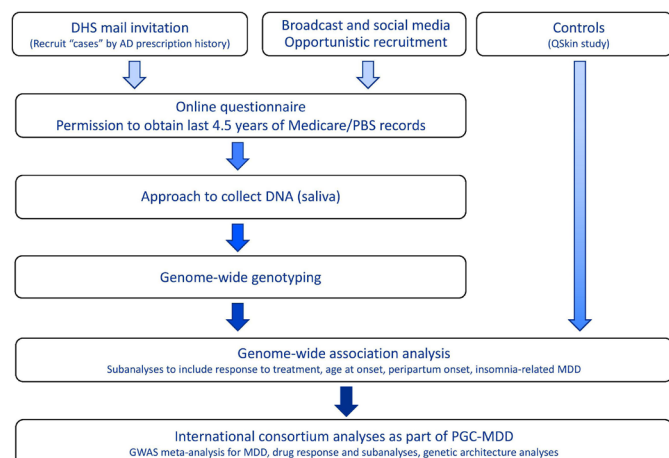 DHS mail invitation
(Recruit "cases" by AD prescription history)
Broadcast and social media
Opportunistic recruitment
Controls
(QSkin study)
Online questionnaire
Permission to obtain last 4.5 years of Medicare/PBS records
Approach to collect DNA (saliva)
Genome-wide genotyping
Genome-wide association analysis
Subanalyses to include response to treatment, age at onset, peripartum onset, insomnia-related MDD
International consortium analyses as part of PGC-MDD
GWAS meta-analysis for MDD, drug response and subanalyses, genetic architecture analyses